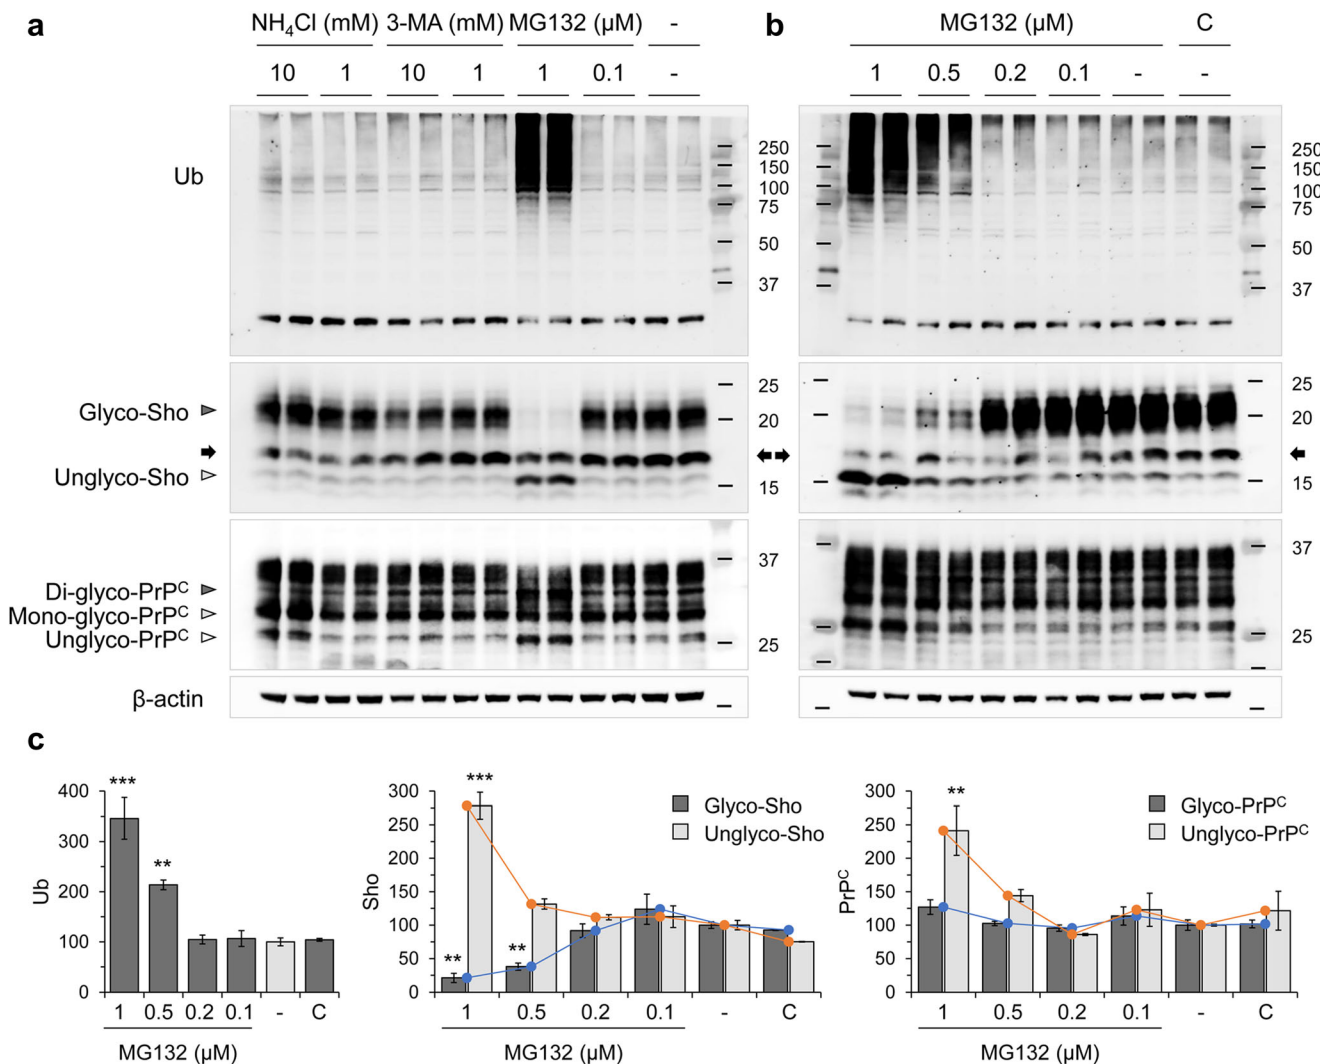 a
NH₄Cl (mM) 3-MA (mM) MG132 (µM) -
10 1 10 1 1 0.1 -
Ub
250
150
100
75
50
37
Glyco-Sho
Unglyco-Sho
25
20
15
Di-glyco-PrPᶜ
Mono-glyco-PrPᶜ
Unglyco-PrPᶜ
37
25
β-actin
b
MG132 (µM) C
1 0.5 0.2 0.1 - -
250
150
100
75
50
37
25
20
15
37
25
c
Ub
400
350
300
250
200
150
100
50
0
***
**
1 0.5 0.2 0.1 - C
MG132 (µM)
Sho
300
250
200
150
100
50
0
**
***
**
Glyco-Sho
Unglyco-Sho
1 0.5 0.2 0.1 - C
MG132 (µM)
PrPᶜ
300
250
200
150
100
50
0
**
Glyco-PrPᶜ
Unglyco-PrPᶜ
1 0.5 0.2 0.1 - C
MG132 (µM)